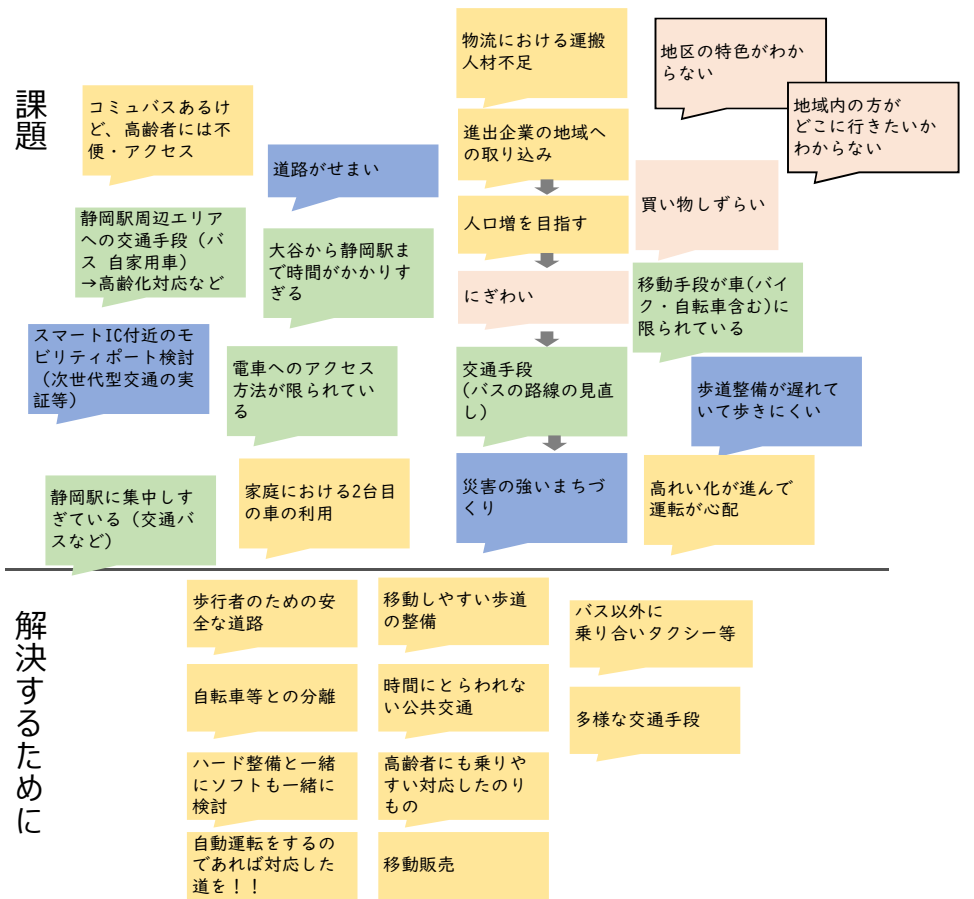 課題
コミュバスあるけ
ど、高齢者には不
便・アクセス
道路がせまい
静岡駅周辺エリア
への交通手段（バ
ス 自家用車）
→高齢化対応など
大谷から静岡駅ま
で時間がかかりす
ぎる
スマートIC付近のモ
ビリティポート検討
（次世代型交通の実
証等）
電車へのアクセス
方法が限られてい
る
静岡駅に集中しす
ぎている（交通バ
スなど）
家庭における2台目
の車の利用
物流における運搬
人材不足
進出企業の地域へ
の取り込み
人口増を目指す
にぎわい
交通手段
(バスの路線の見直
し）
災害の強いまちづ
くり
地区の特色がわか
らない
地域内の方が
どこに行きたいか
わからない
買い物しずらい
移動手段が車(バイ
ク・自転車含む)に
限られている
歩道整備が遅れて
いて歩きにくい
高れい化が進んで
運転が心配
解決するために
歩行者のための安
全な道路
自転車等との分離
ハード整備と一緒
にソフトも一緒に
検討
自動運転をするの
であれば対応した
道を！！
移動しやすい歩道
の整備
時間にとらわれな
い公共交通
高齢者にも乗りや
すい対応したのり
もの
移動販売
バス以外に
乗り合いタクシー等
多様な交通手段